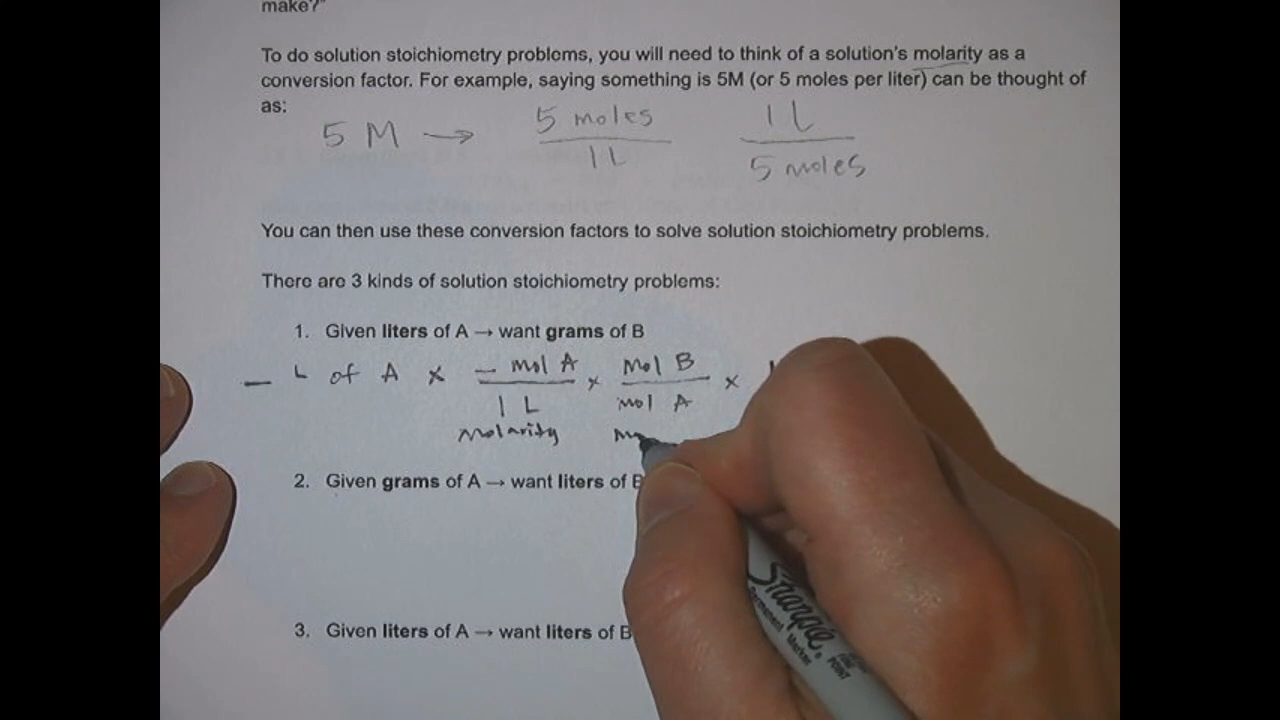 make?"
To do solution stoichiometry problems, you will need to think of a solution's molarity as a
conversion factor. For example, saying something is 5M (or 5 moles per liter) can be thought of
as:
5 M → 5 moles / 1 L    1 L / 5 moles
You can then use these conversion factors to solve solution stoichiometry problems.
There are 3 kinds of solution stoichiometry problems:
1. Given liters of A → want grams of B
_ L of A x _ mol A / 1 L x mol B / mol A x
Molarity
2. Given grams of A → want liters of B
3. Given liters of A → want liters of B
Sharpie
Permanent Marker